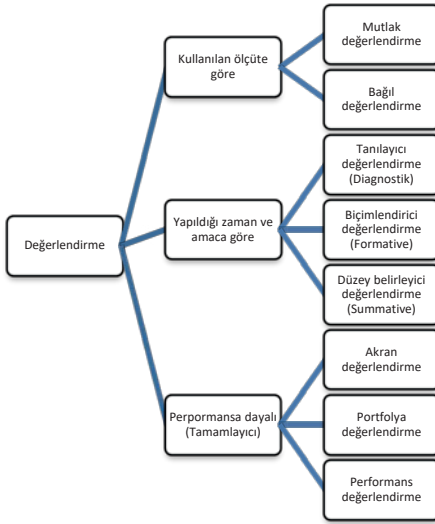 Değerlendirme
Kullanılan ölçüte
göre
Mutlak
değerlendirme
Bağıl
değerlendirme
Yapıldığı zaman ve
amaca göre
Tanılayıcı
değerlendirme
(Diagnostik)
Biçimlendirici
değerlendirme
(Formative)
Düzey belirleyici
değerlendirme
(Summative)
Perpormansa dayalı
(Tamamlayıcı)
Akran
değerlendirme
Portfolya
değerlendirme
Performans
değerlendirme